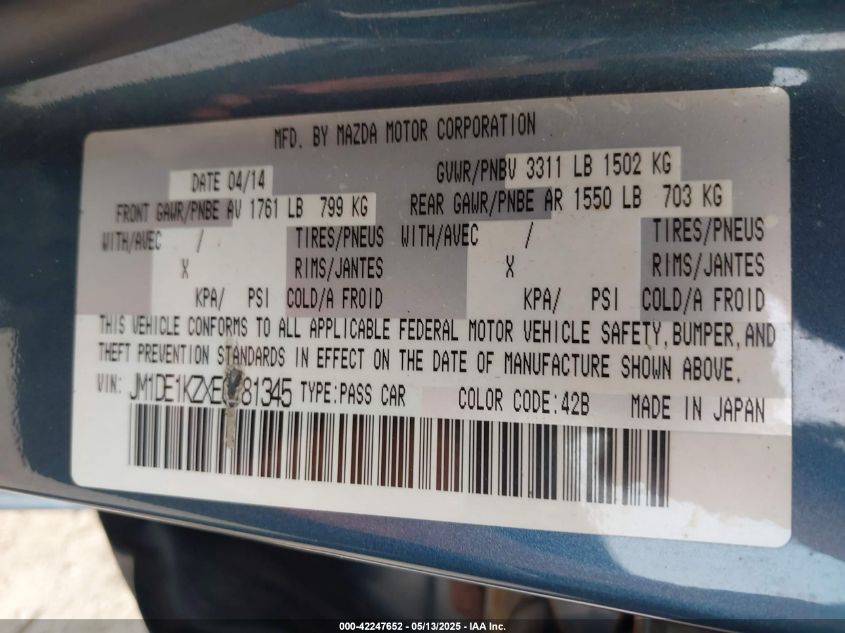 MFD. BY MAZDA MOTOR CORPORATION
DATE 04/14 GVWR/PNBV 3311 LB 1502 KG
FRONT GAWR/PNBE AV 1761 LB 799 KG REAR GAWR/PNBE AR 1550 LB 703 KG
WITH/AVEC / TIRES/PNEUS WITH/AVEC / TIRES/PNEUS
X RIMS/JANTES X RIMS/JANTES
KPA/ PSI COLD/A FROID KPA/ PSI COLD/A FROID
THIS VEHICLE CONFORMS TO ALL APPLICABLE FEDERAL MOTOR VEHICLE SAFETY, BUMPER, AND
THEFT PREVENTION STANDARDS IN EFFECT ON THE DATE OF MANUFACTURE SHOWN ABOVE.
VIN: TYPE:PASS CAR COLOR CODE:42B MADE IN JAPAN
000-42247652 - 05/13/2025 - IAA Inc.